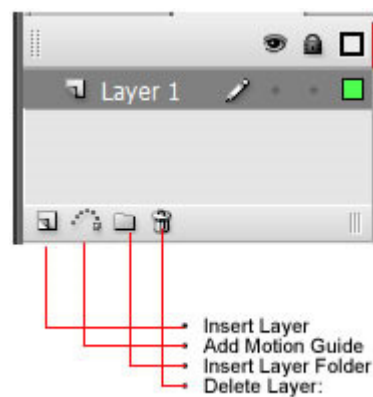 Layer 1
Insert Layer
Add Motion Guide
Insert Layer Folder
Delete Layer: